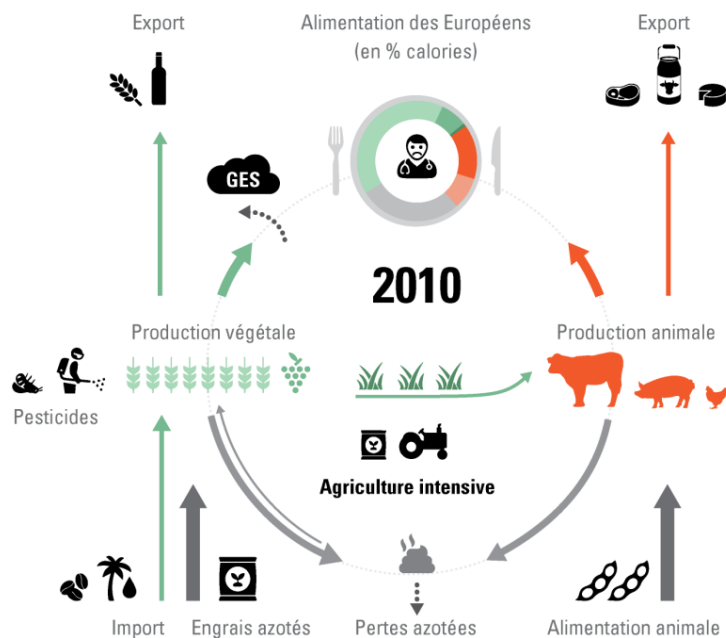 Export
Alimentation des Européens
(en % calories)
Export
GES
2010
Production végétale
Production animale
Pesticides
Agriculture intensive
Import
Engrais azotés
Pertes azotées
Alimentation animale